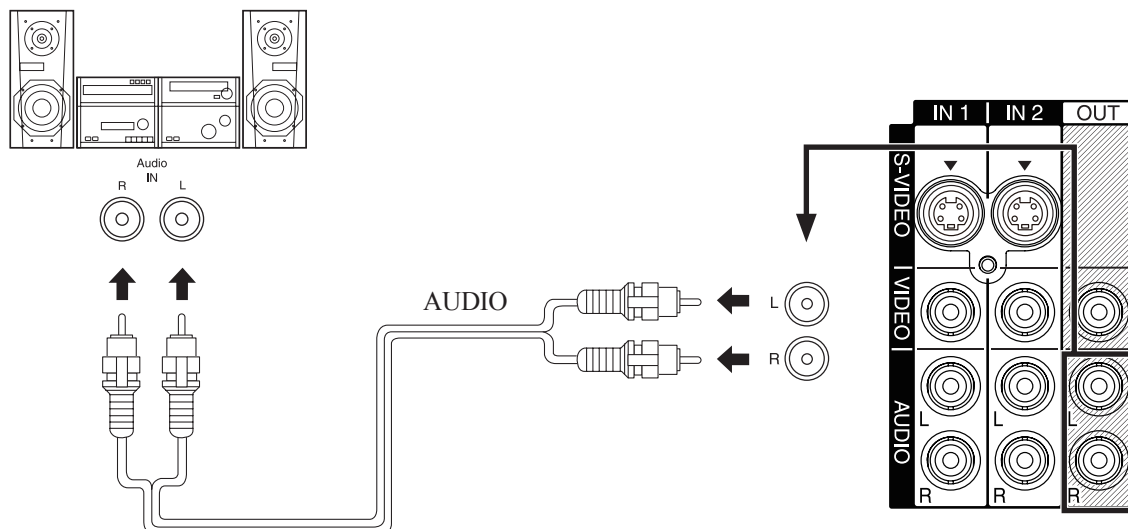 Audio
IN
R L
AUDIO
L
R
IN 1 IN 2 OUT
S-VIDEO
VIDEO
AUDIO
L L L
R R R